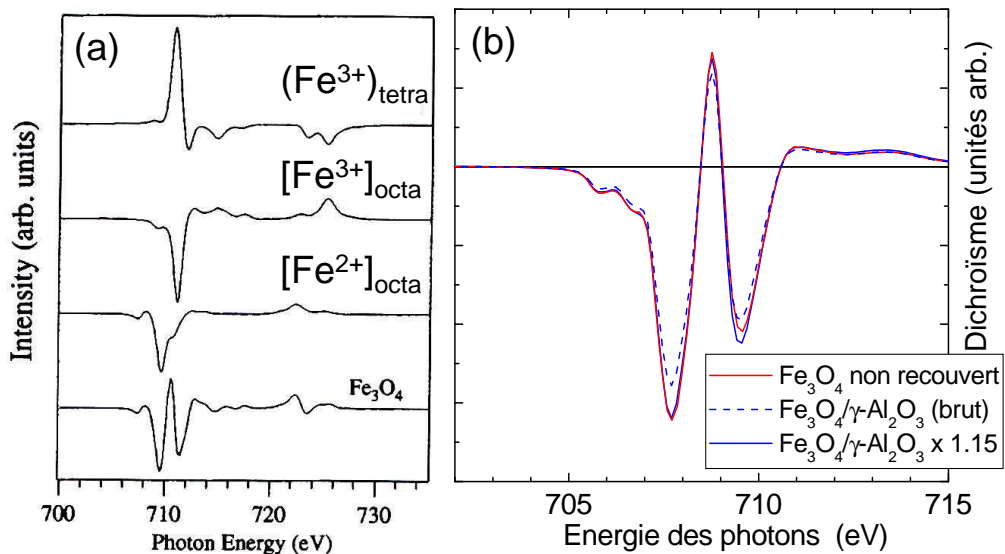 (a)
(Fe³⁺)tetra
[Fe³⁺]octa
[Fe²⁺]octa
Fe₃O₄
Intensity (arb. units)
700 710 720 730
Photon Energy (eV)
(b)
Dichroïsme (unités arb.)
Fe₃O₄ non recouvert
Fe₃O₄/γ-Al₂O₃ (brut)
Fe₃O₄/γ-Al₂O₃ x 1.15
705 710 715
Energie des photons (eV)